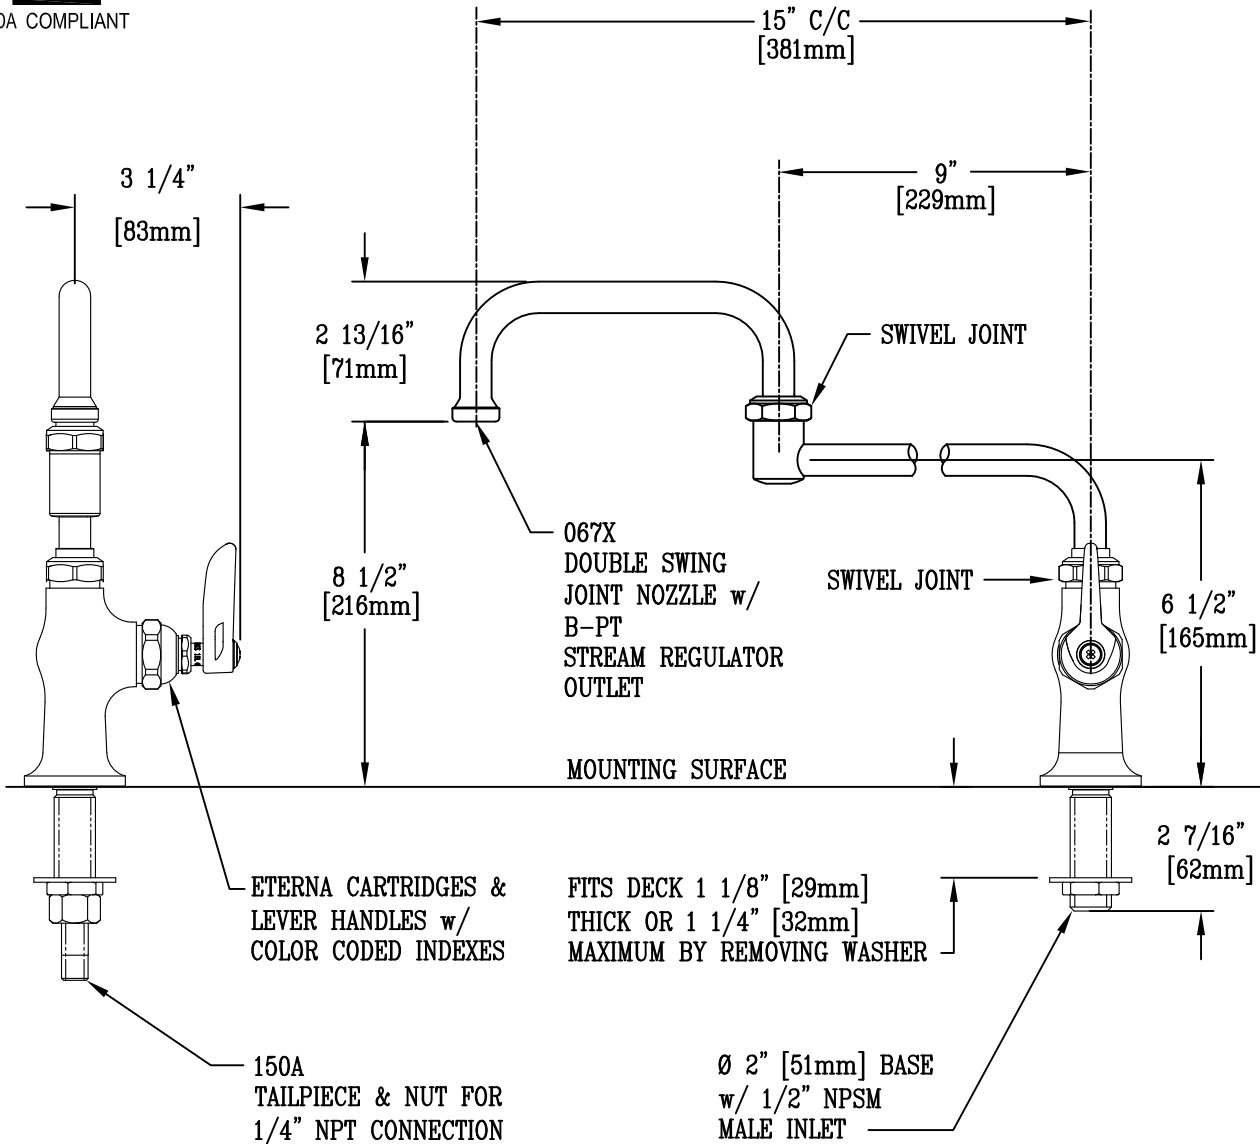 COMPLIANT
15" C/C
[381mm]
3 1/4"
[83mm]
9"
[229mm]
2 13/16"
[71mm]
SWIVEL JOINT
067X
DOUBLE SWING
JOINT NOZZLE w/
B-PT
STREAM REGULATOR
OUTLET
8 1/2"
[216mm]
SWIVEL JOINT
6 1/2"
[165mm]
MOUNTING SURFACE
2 7/16"
[62mm]
ETERNA CARTRIDGES &
LEVER HANDLES w/
COLOR CODED INDEXES
FITS DECK 1 1/8" [29mm]
THICK OR 1 1/4" [32mm]
MAXIMUM BY REMOVING WASHER
150A
TAILPIECE & NUT FOR
1/4" NPT CONNECTION
Ø 2" [51mm] BASE
w/ 1/2" NPSM
MALE INLET